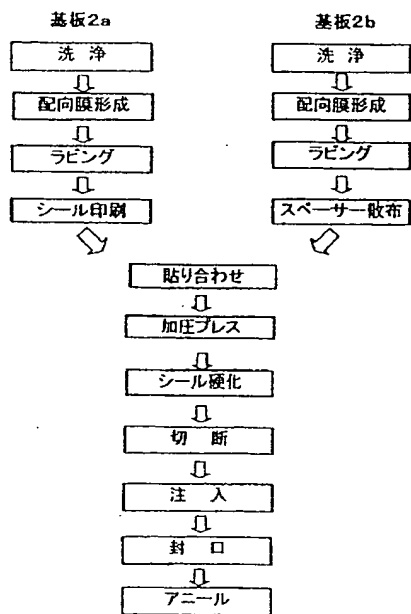 基板2a
洗 浄
配向膜形成
ラビング
シール印刷
基板2b
洗 浄
配向膜形成
ラビング
スペーサー散布
貼り合わせ
加圧プレス
シール硬化
切 断
注 入
封 口
アニール